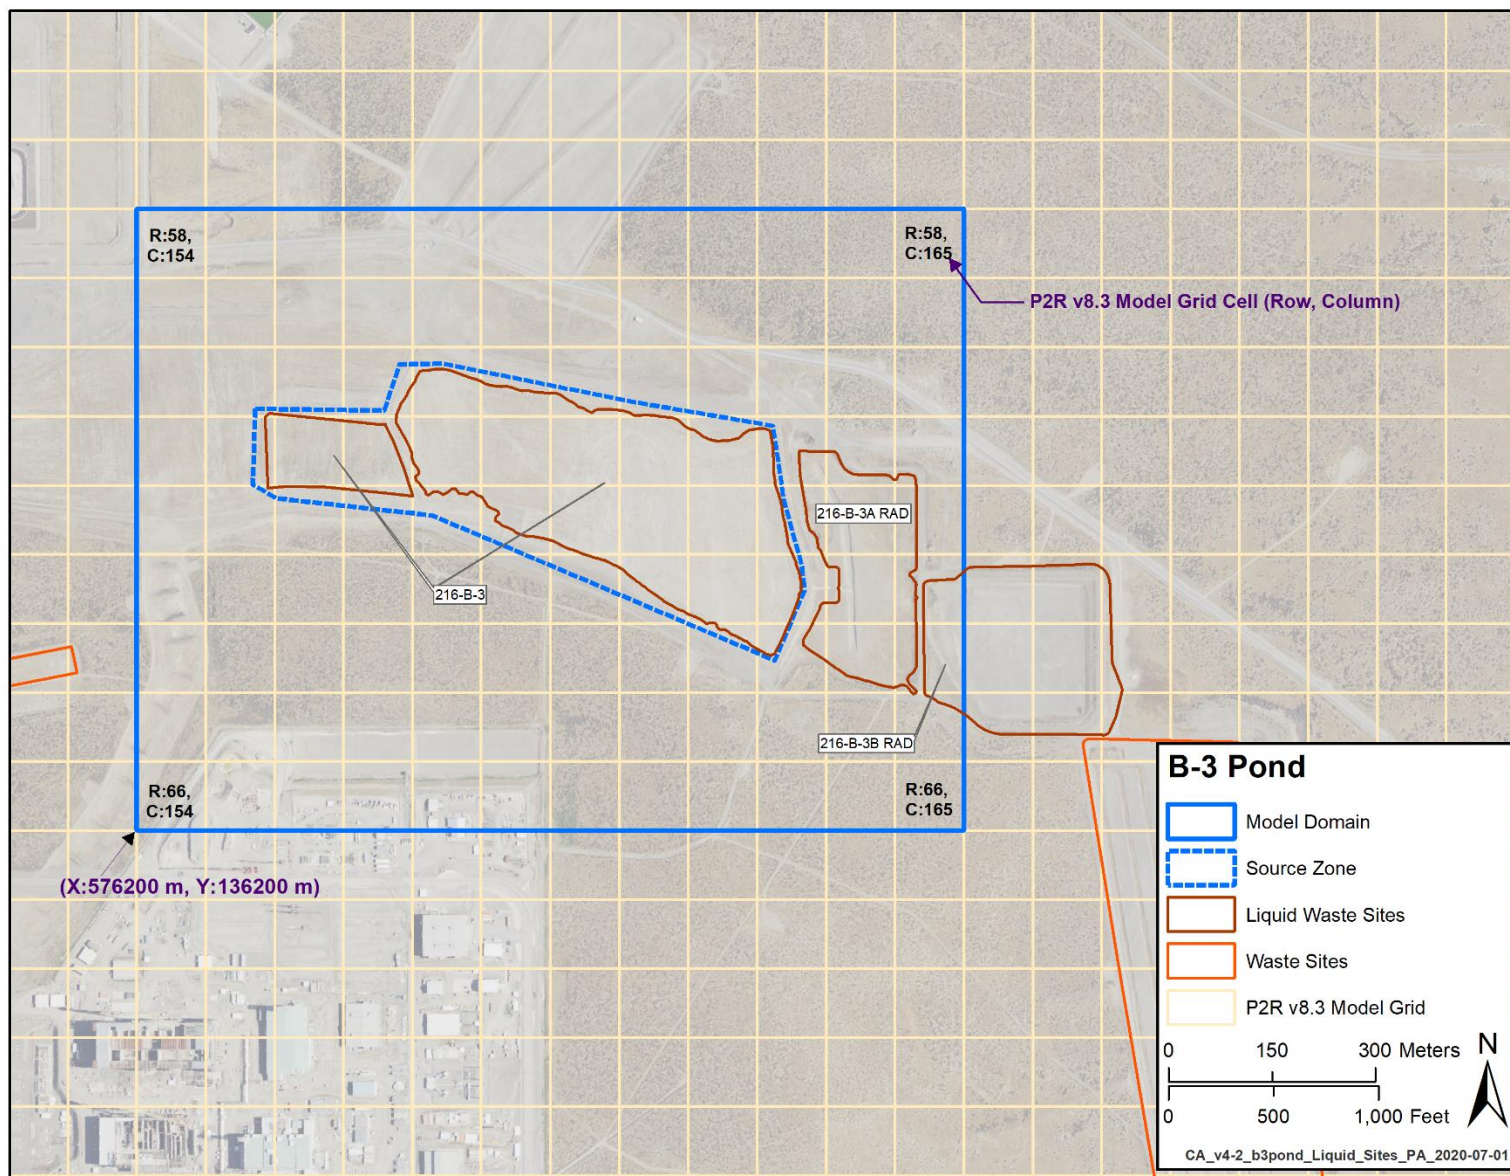 R:58,
C:154
R:58,
C:165
P2R v8.3 Model Grid Cell (Row, Column)
216-B-3A RAD
216-B-3
216-B-3B RAD
R:66,
C:154
R:66,
C:165
(X:576200 m, Y:136200 m)
B-3 Pond
Model Domain
Source Zone
Liquid Waste Sites
Waste Sites
P2R v8.3 Model Grid
0 150 300 Meters
N
0 500 1,000 Feet
CA_v4-2_b3pond_Liquid_Sites_PA_2020-07-01